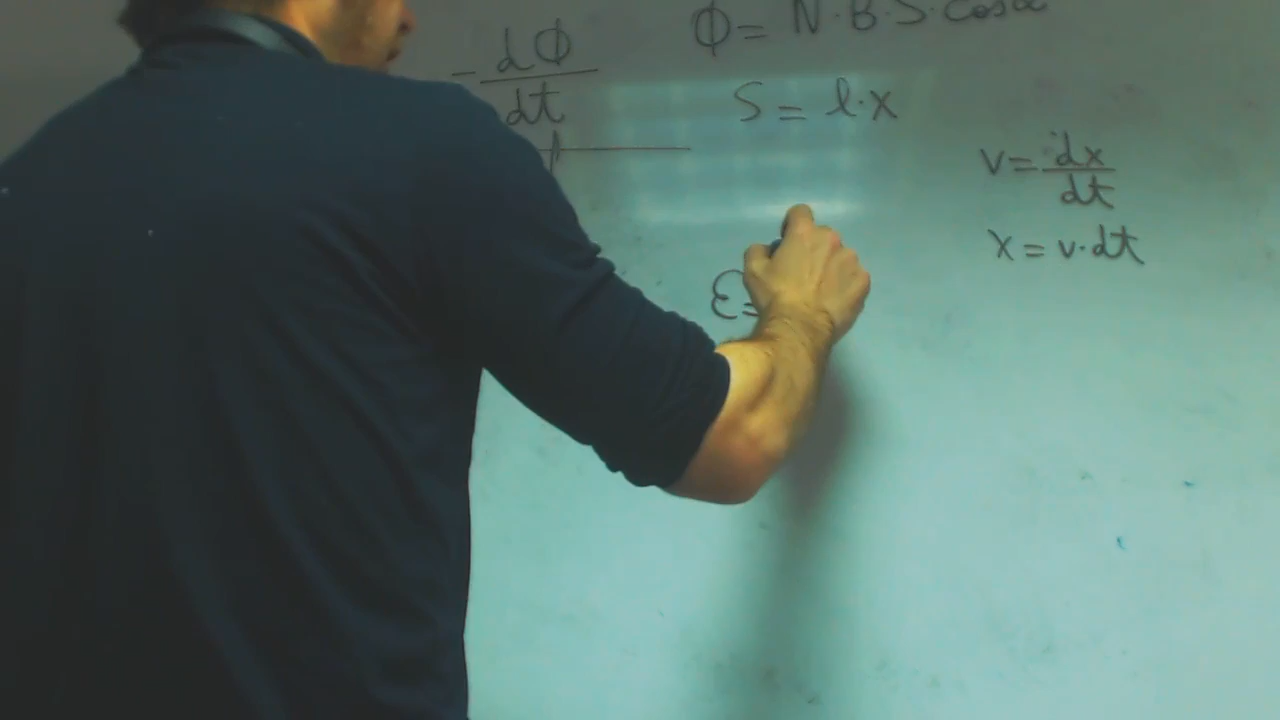 Φ = N·B·S·cosα
- dΦ/dt
S = l·x
v = dx/dt
x = v·dt
ε =